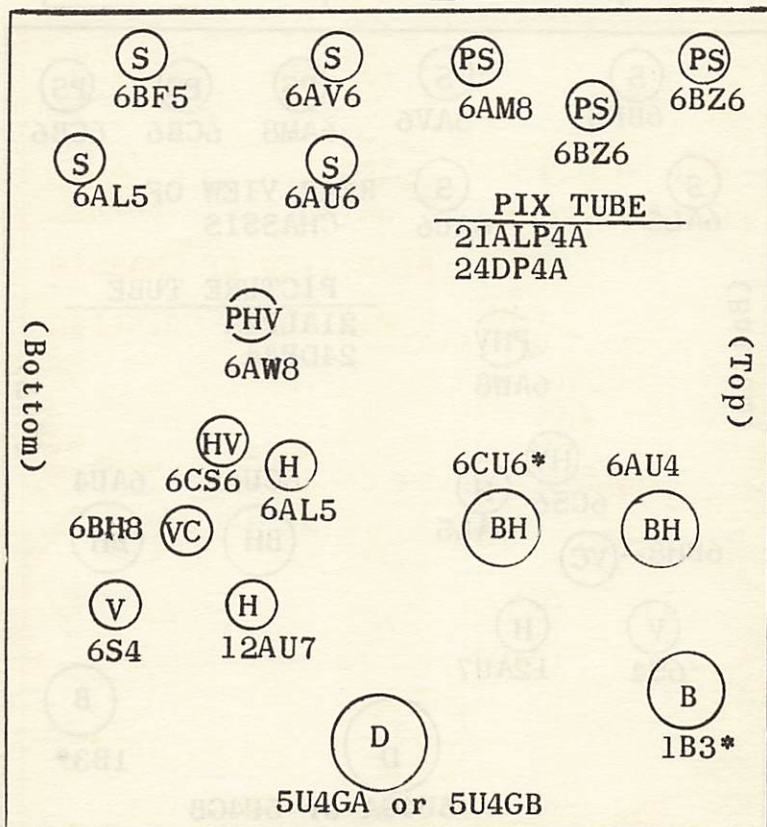 S S PS PS
6BF5 6AV6 6AM8 PS 6BZ6
6BZ6
S S
6AL5 6AU6
PIX TUBE
21ALP4A
24DP4A
(Bottom)
(Top)
PHV
6AW8
HV
6CS6
H
6AL5
6CU6* 6AU4
BH BH
6BH8 VC
V H
6S4 12AU7
B
1B3*
D
5U4GA or 5U4GB